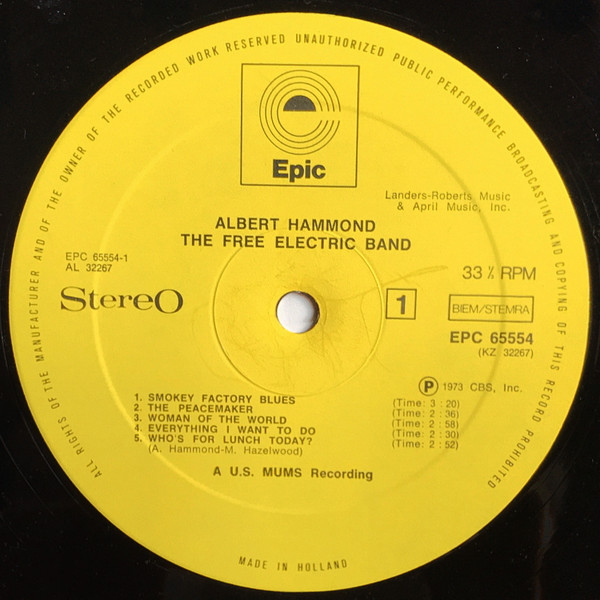 ALL RIGHTS OF THE MANUFACTURER AND OF THE OWNER OF THE RECORDED WORK RESERVED UNAUTHORIZED PUBLIC PERFORMANCE BROADCASTING AND COPYING OF THIS RECORD PROHIBITED
Epic
Landers-Roberts Music
& April Music, Inc.
ALBERT HAMMOND
THE FREE ELECTRIC BAND
EPC 65554-1
AL 32267
Stereo
33 ⅓ RPM
1
BIEM/STEMRA
EPC 65554
(KZ 32267)
Ⓟ 1973 CBS, Inc.
1. SMOKEY FACTORY BLUES (Time: 3 : 20)
2. THE PEACEMAKER (Time: 2 : 36)
3. WOMAN OF THE WORLD (Time: 2 : 58)
4. EVERYTHING I WANT TO DO (Time: 2 : 30)
5. WHO'S FOR LUNCH TODAY? (Time: 2 : 52)
(A. Hammond-M. Hazelwood)
A U.S. MUMS Recording
MADE IN HOLLAND